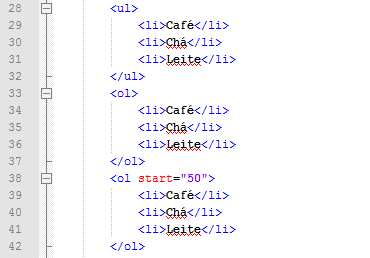 28 <ul>
29 <li>Café</li>
30 <li>Chá</li>
31 <li>Leite</li>
32 </ul>
33 <ol>
34 <li>Café</li>
35 <li>Chá</li>
36 <li>Leite</li>
37 </ol>
38 <ol start="50">
39 <li>Café</li>
40 <li>Chá</li>
41 <li>Leite</li>
42 </ol>